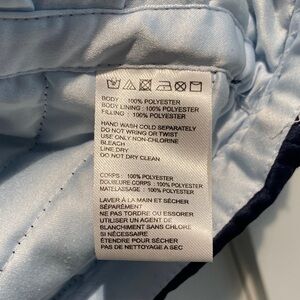 BODY : 100% POLYESTER
BODY LINING : 100% POLYESTER
FILLING : 100% POLYESTER
HAND WASH COLD SEPARATELY
DO NOT WRING OR TWIST
USE ONLY NON-CHLORINE
BLEACH
LINE DRY
DO NOT DRY CLEAN
CORPS : 100% POLYESTER
DOUBLURE CORPS : 100% POLYESTER
MATELASSAGE : 100% POLYESTER
LAVER À LA MAIN ET SÉCHER
SÉPARÉMENT
NE PAS TORDRE OU ESSORER
UTILISER UN AGENT DE
BLANCHIMENT SANS CHLORE
SI NÉCESSAIRE
ÉTENDRE POUR SÉCHER
PAS DE NETTOYAGE A SEC